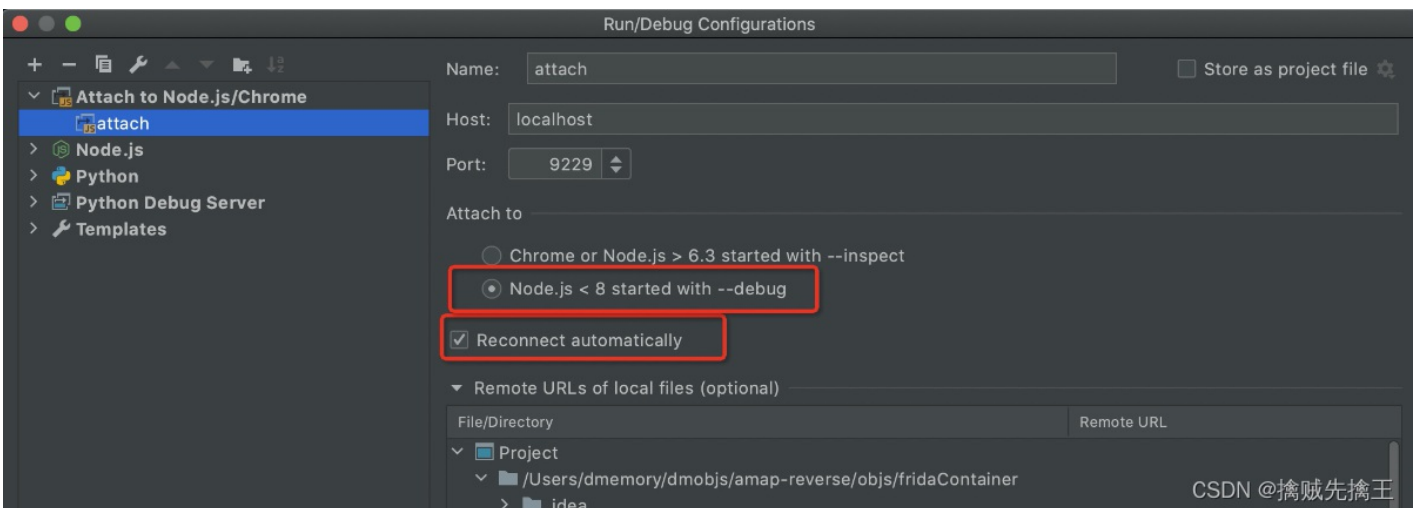 Run/Debug Configurations
Name: attach
Store as project file
Attach to Node.js/Chrome
attach
Node.js
Python
Python Debug Server
Templates
Host: localhost
Port: 9229
Attach to
Chrome or Node.js > 6.3 started with --inspect
Node.js < 8 started with --debug
Reconnect automatically
Remote URLs of local files (optional)
File/Directory Remote URL
Project
/Users/dmemory/dmobjs/amap-reverse/objs/fridaContainer
idea
CSDN @擒贼先擒王